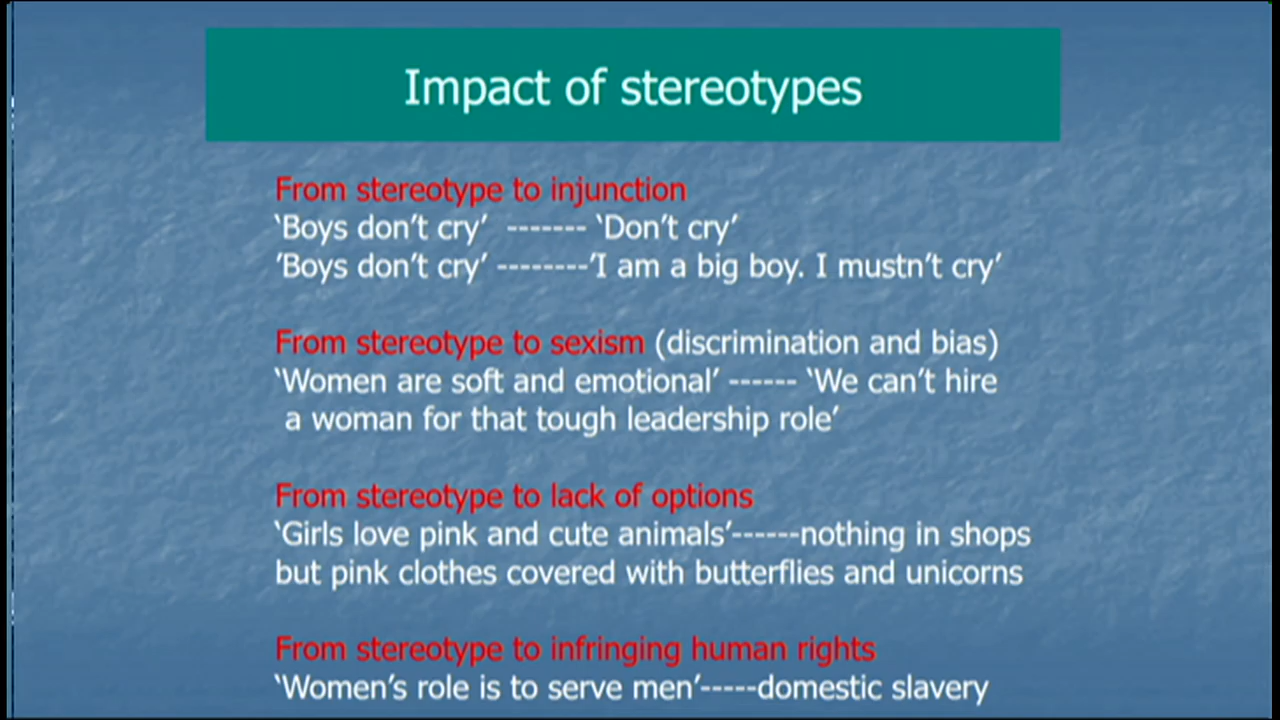 Impact of stereotypes
From stereotype to injunction
‘Boys don’t cry’ ------- ‘Don’t cry’
’Boys don’t cry’ --------’I am a big boy. I mustn’t cry’
From stereotype to sexism (discrimination and bias)
‘Women are soft and emotional’ ------ ‘We can’t hire
a woman for that tough leadership role’
From stereotype to lack of options
‘Girls love pink and cute animals’------nothing in shops
but pink clothes covered with butterflies and unicorns
From stereotype to infringing human rights
‘Women’s role is to serve men’-----domestic slavery